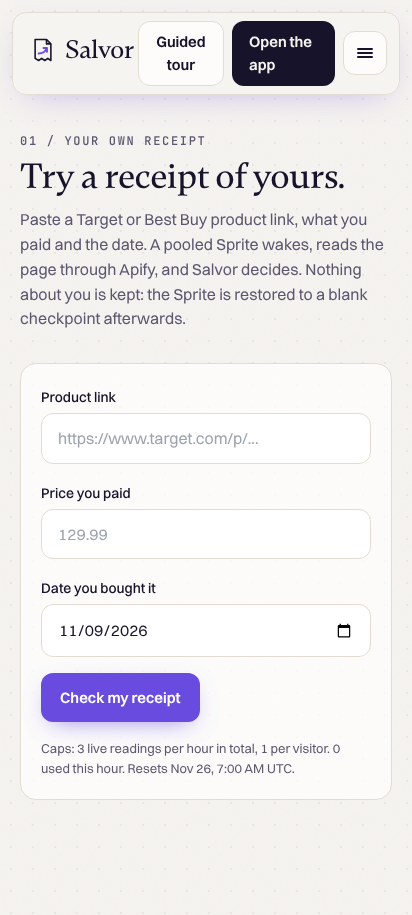 Salvor
Guided
tour
Open the
app
01 / YOUR OWN RECEIPT
Try a receipt of yours.
Paste a Target or Best Buy product link, what you
paid and the date. A pooled Sprite wakes, reads the
page through Apify, and Salvor decides. Nothing
about you is kept: the Sprite is restored to a blank
checkpoint afterwards.
Product link
https://www.target.com/p/...
Price you paid
129.99
Date you bought it
11/09/2026
Check my receipt
Caps: 3 live readings per hour in total, 1 per visitor. 0
used this hour. Resets Nov 26, 7:00 AM UTC.